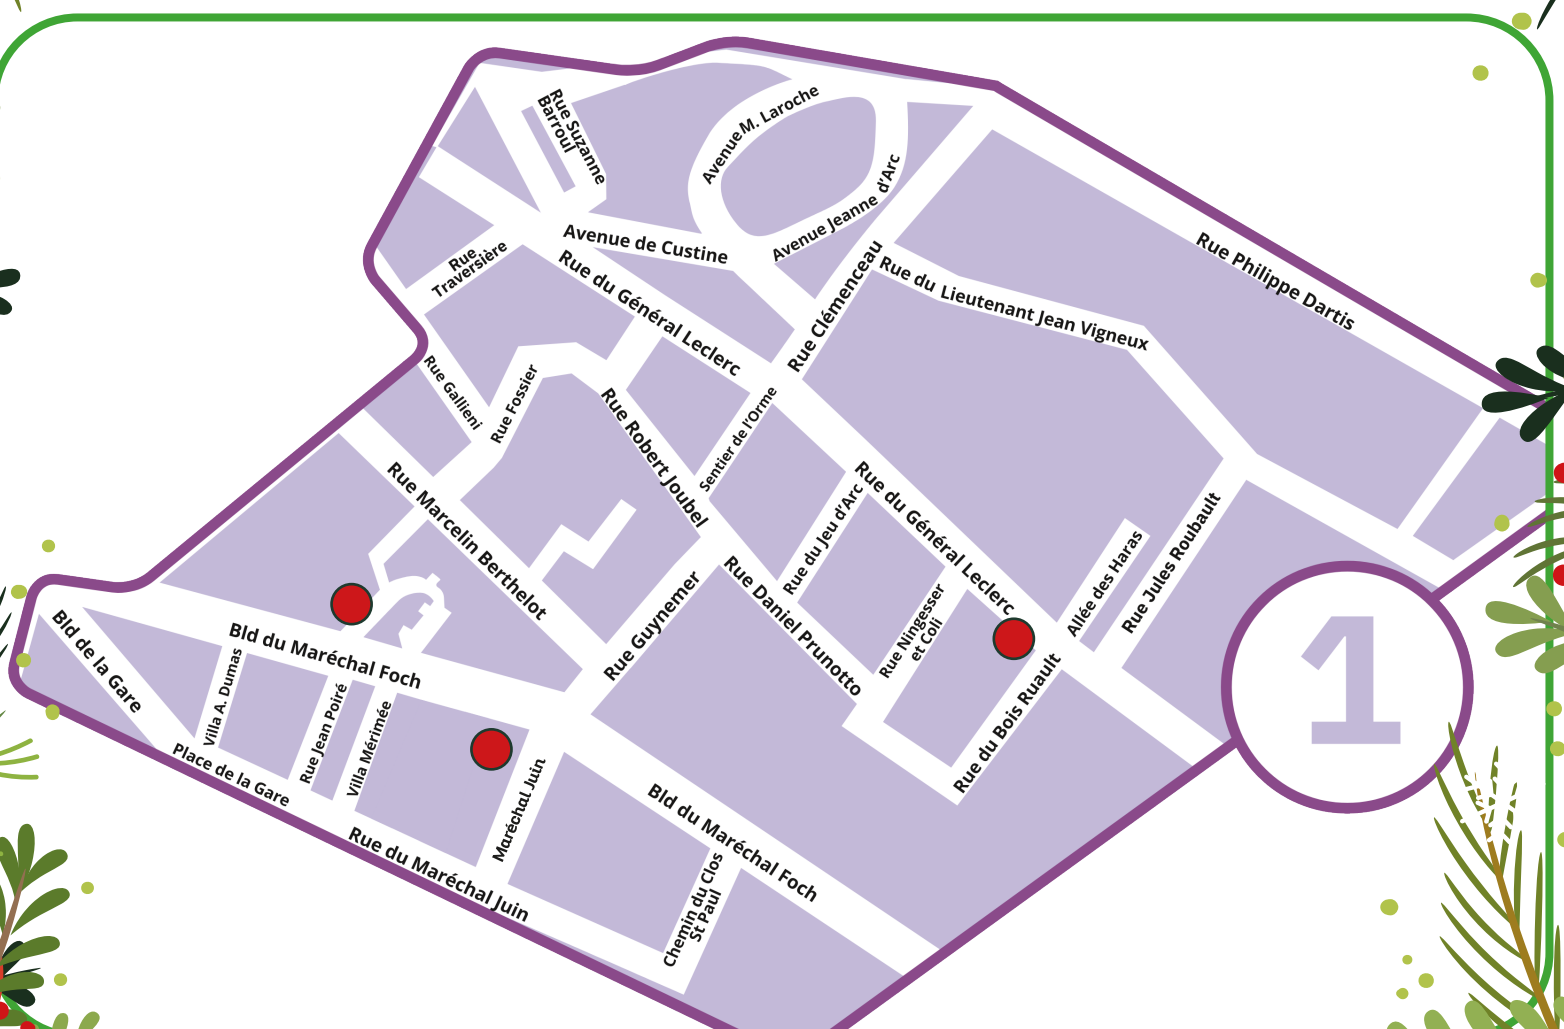 Rue Suzanne
Barroul
Avenue M. Laroche
Avenue Jeanne d'Arc
Avenue de Custine
Rue
Traversière
Rue du Général Leclerc
Rue Clémenceau
Rue du Lieutenant Jean Vigneux
Rue Philippe Dartis
Rue Gallieni
Rue Fossier
Rue Robert Joubel
Sentier de l'Orme
Rue Marcelin Berthelot
Rue du Jeu d'Arc
Rue du Général Leclerc
Allée des Haras
Rue Jules Roubault
Rue Guynemer
Rue Daniel Prunotto
Rue Ningesser
et Coli
Rue du Bois Ruault
Bld de la Gare
Bld du Maréchal Foch
Villa A. Dumas
Rue Jean Poiré
Villa Mérimée
Place de la Gare
Maréchal Juin
Rue du Maréchal Juin
Bld du Maréchal Foch
Chemin du Clos
St Paul
1